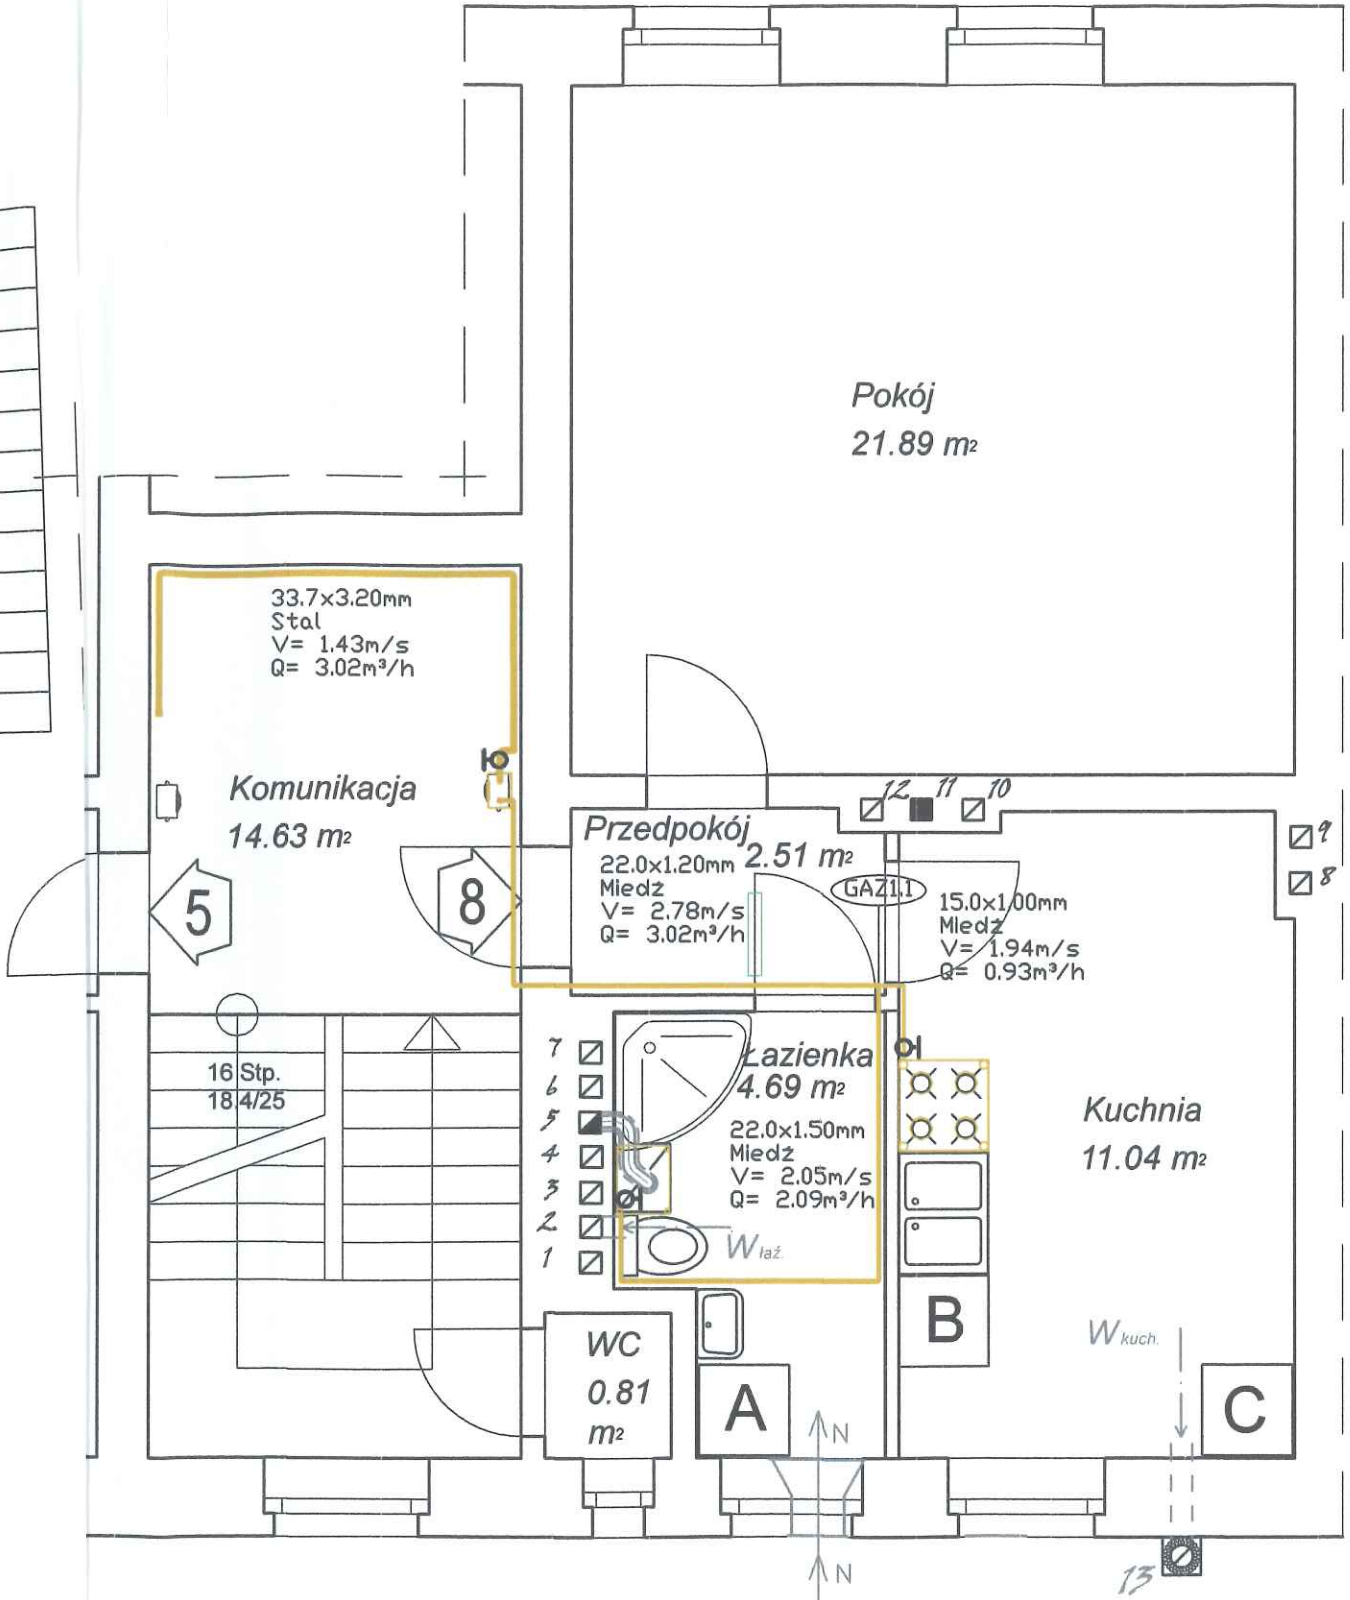 Pokój
21.89 m²
33.7x3.20mm
Stal
V= 1.43m/s
Q= 3.02m³/h
Komunikacja
14.63 m²
5
8
12
11
10
9
8
Przedpokój
2.51 m²
22.0x1.20mm
Miedź
V= 2.78m/s
Q= 3.02m³/h
GAZ1.1
15.0x1.00mm
Miedź
V= 1.94m/s
Q= 0.93m³/h
16 Stp.
18.4/25
7
6
5
4
3
2
1
Łazienka
4.69 m²
22.0x1.50mm
Miedź
V= 2.05m/s
Q= 2.09m³/h
W łaź.
Kuchnia
11.04 m²
B
W kuch.
WC
0.81
m²
A
C
N
N
13